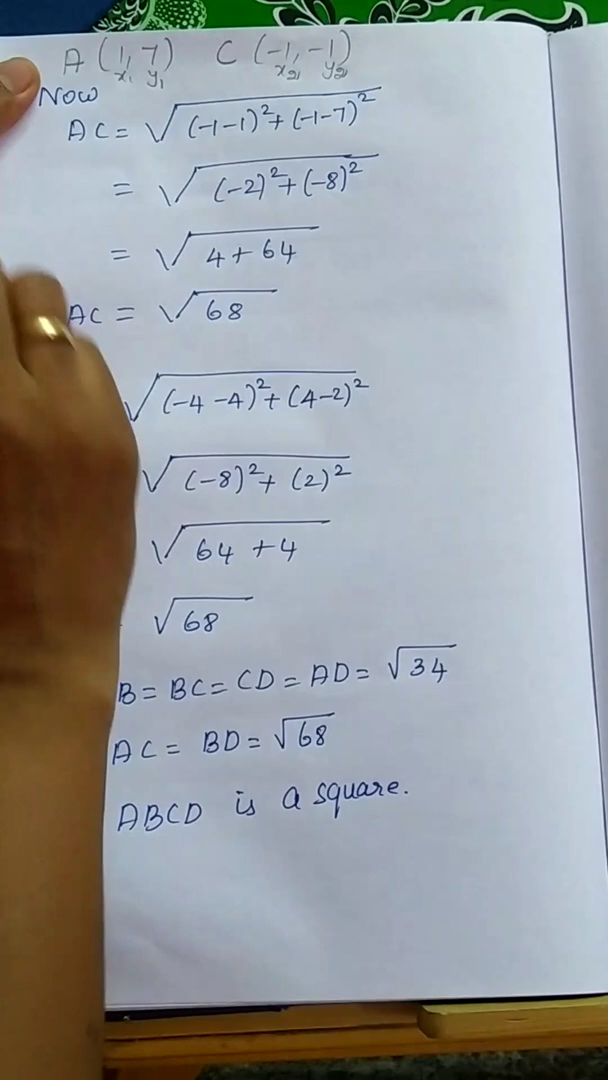 A (1, 7) C (-1, -1)
x₁ y₁ x₂ y₂
Now
AC = √((-1-1)² + (-1-7)²)
= √((-2)² + (-8)²)
= √(4 + 64)
AC = √68
√((-4-4)² + (4-2)²)
√((-8)² + (2)²)
√(64 + 4)
√68
B = BC = CD = AD = √34
AC = BD = √68
ABCD is a square.